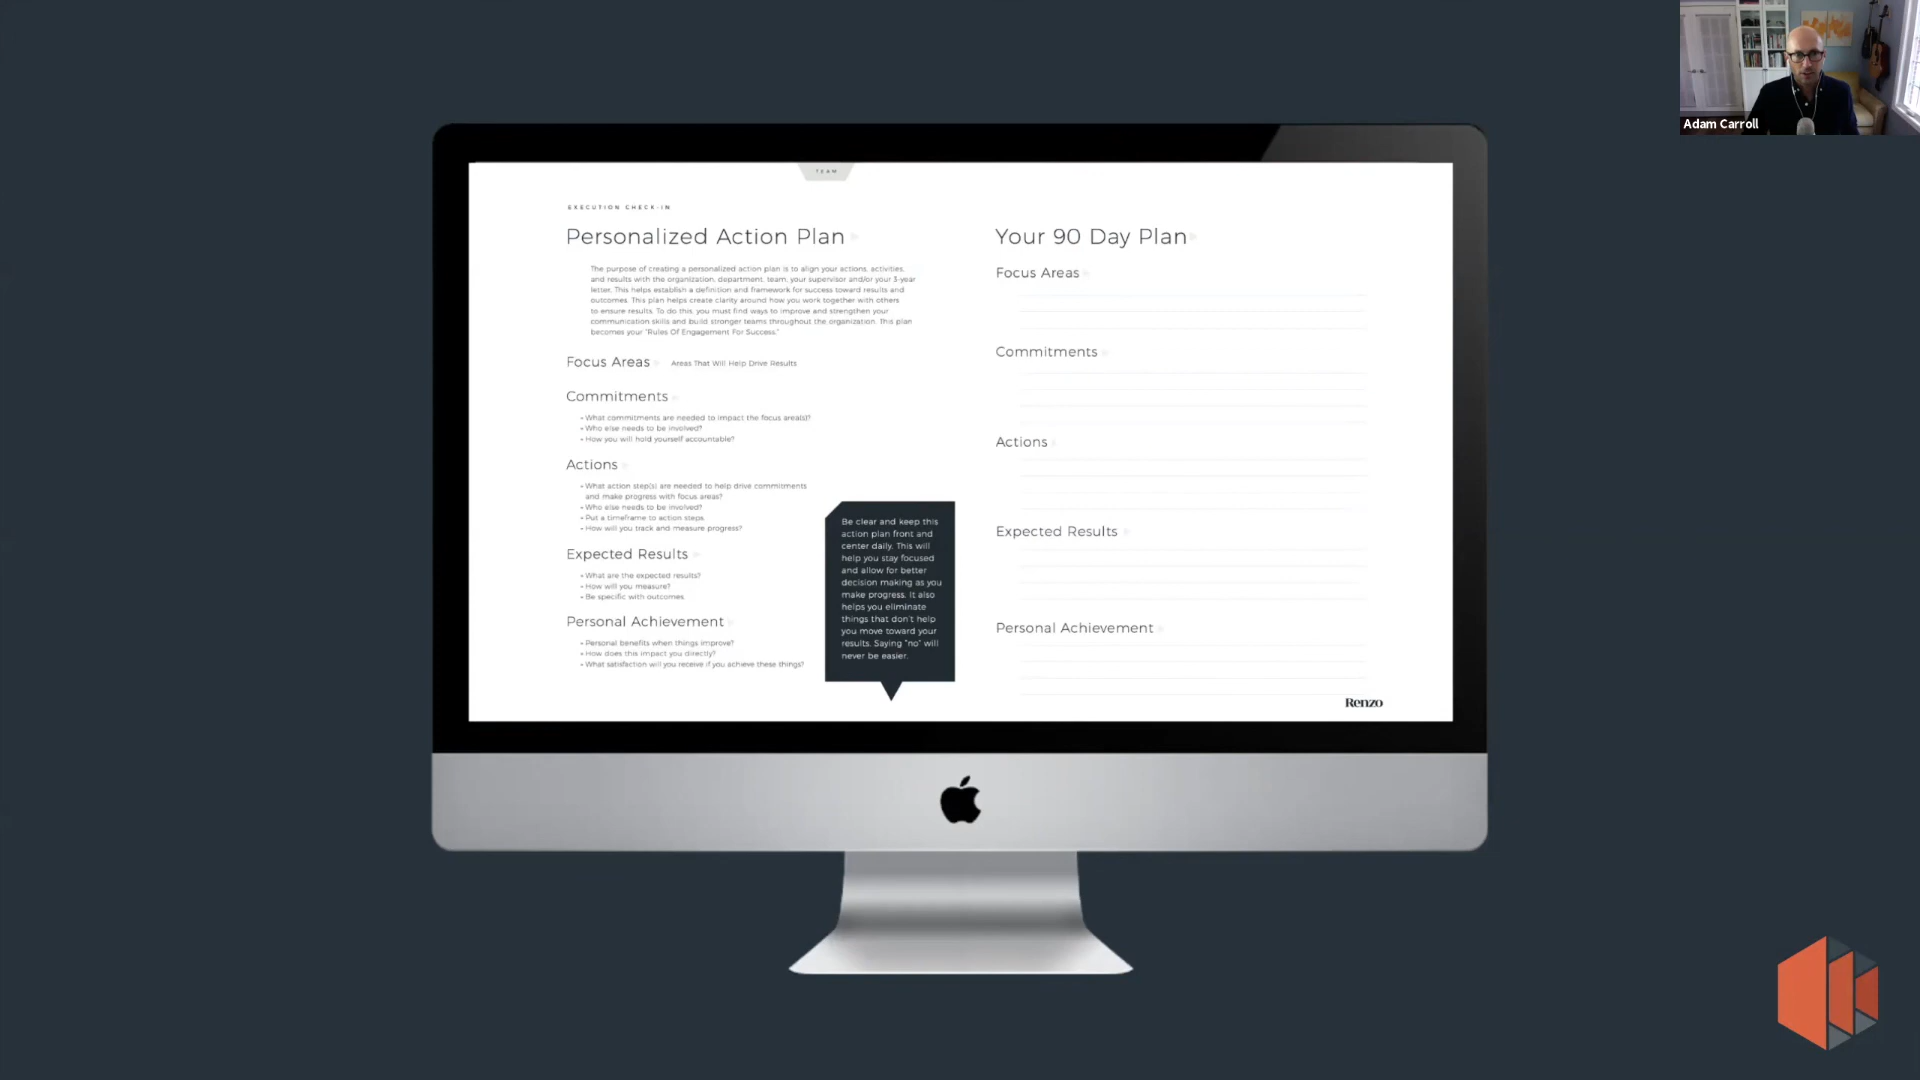 Adam Carroll
TEAM
EXECUTION CHECK-IN
Personalized Action Plan
The purpose of creating a personalized action plan is to align your actions, activities,
and results with the organization, department, team, your supervisor and/or your 3-year
letter. This helps establish a definition and framework for success toward results and
outcomes. This plan helps create clarity around how you work together with others
to ensure results. To do this, you must find ways to improve and strengthen your
communication skills and build stronger teams throughout the organization. This plan
becomes your "Rules Of Engagement For Success."
Focus Areas Areas That Will Help Drive Results
Commitments
• What commitments are needed to impact the focus area(s)?
• Who else needs to be involved?
• How you will hold yourself accountable?
Actions
• What action step(s) are needed to help drive commitments
and make progress with focus areas?
• Who else needs to be involved?
• Put a timeframe to action steps.
• How will you track and measure progress?
Expected Results
• What are the expected results?
• How will you measure?
• Be specific with outcomes.
Personal Achievement
• Personal benefits when things improve?
• How does this impact you directly?
• What satisfaction will you receive if you achieve these things?
Be clear and keep this
action plan front and
center daily. This will
help you stay focused
and allow for better
decision making as you
make progress. It also
helps you eliminate
things that don't help
you move toward your
results. Saying "no" will
never be easier.
Your 90 Day Plan
Focus Areas
Commitments
Actions
Expected Results
Personal Achievement
Renzo